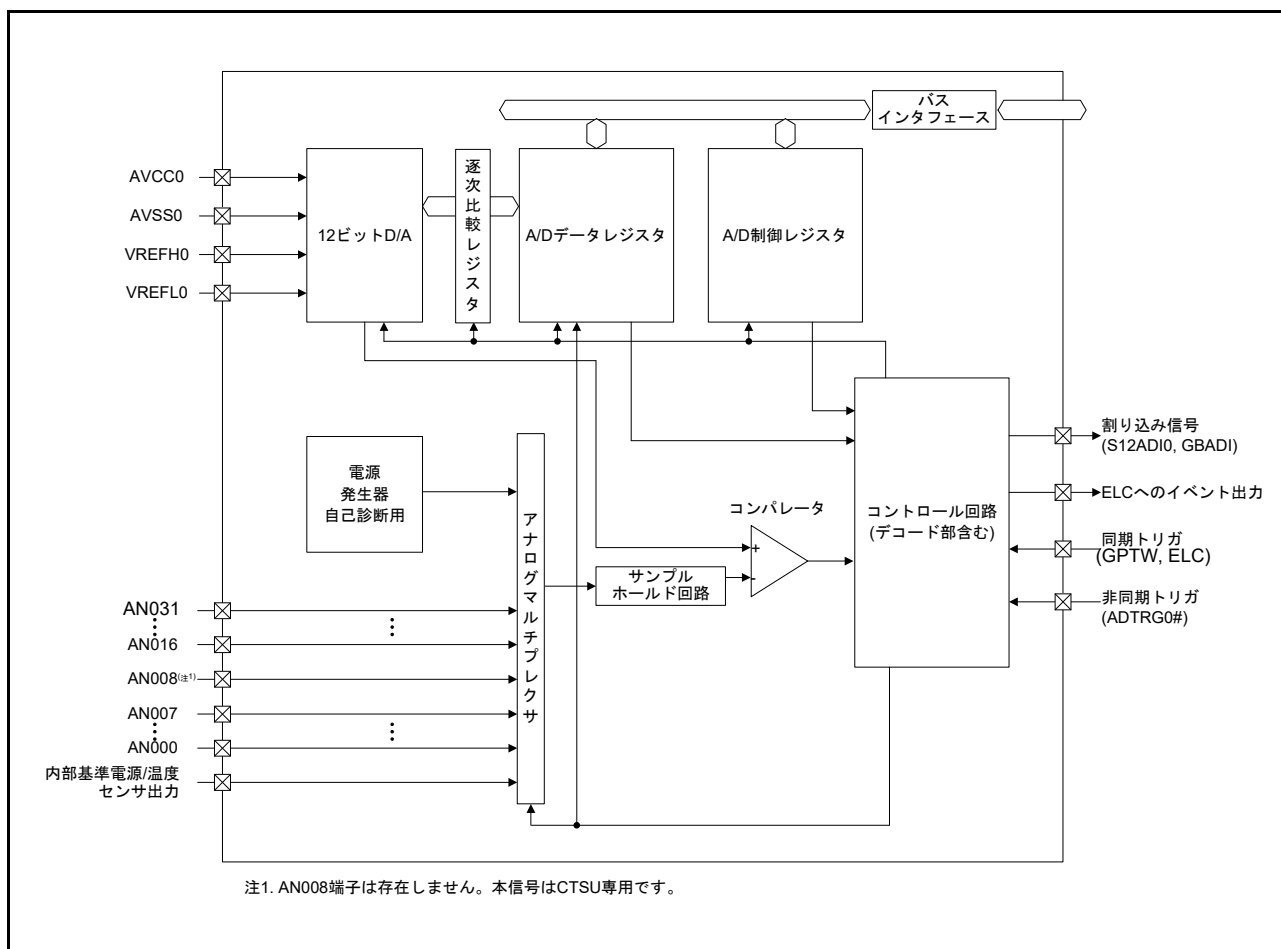 バス
インタフェース
AVCC0
AVSS0
VREFH0
VREFL0
12ビットD/A
逐次比較レジスタ
A/Dデータレジスタ
A/D制御レジスタ
電源
発生器
自己診断用
アナログマルチプレクサ
コンパレータ
+
-
サンプル
ホールド回路
コントロール回路
(デコード部含む)
割り込み信号
(S12ADI0, GBADI)
ELCへのイベント出力
同期トリガ
(GPTW, ELC)
非同期トリガ
(ADTRG0#)
AN031
AN016
AN008(注1)
AN007
AN000
内部基準電源/温度
センサ出力
注1. AN008端子は存在しません。本信号はCTSU専用です。